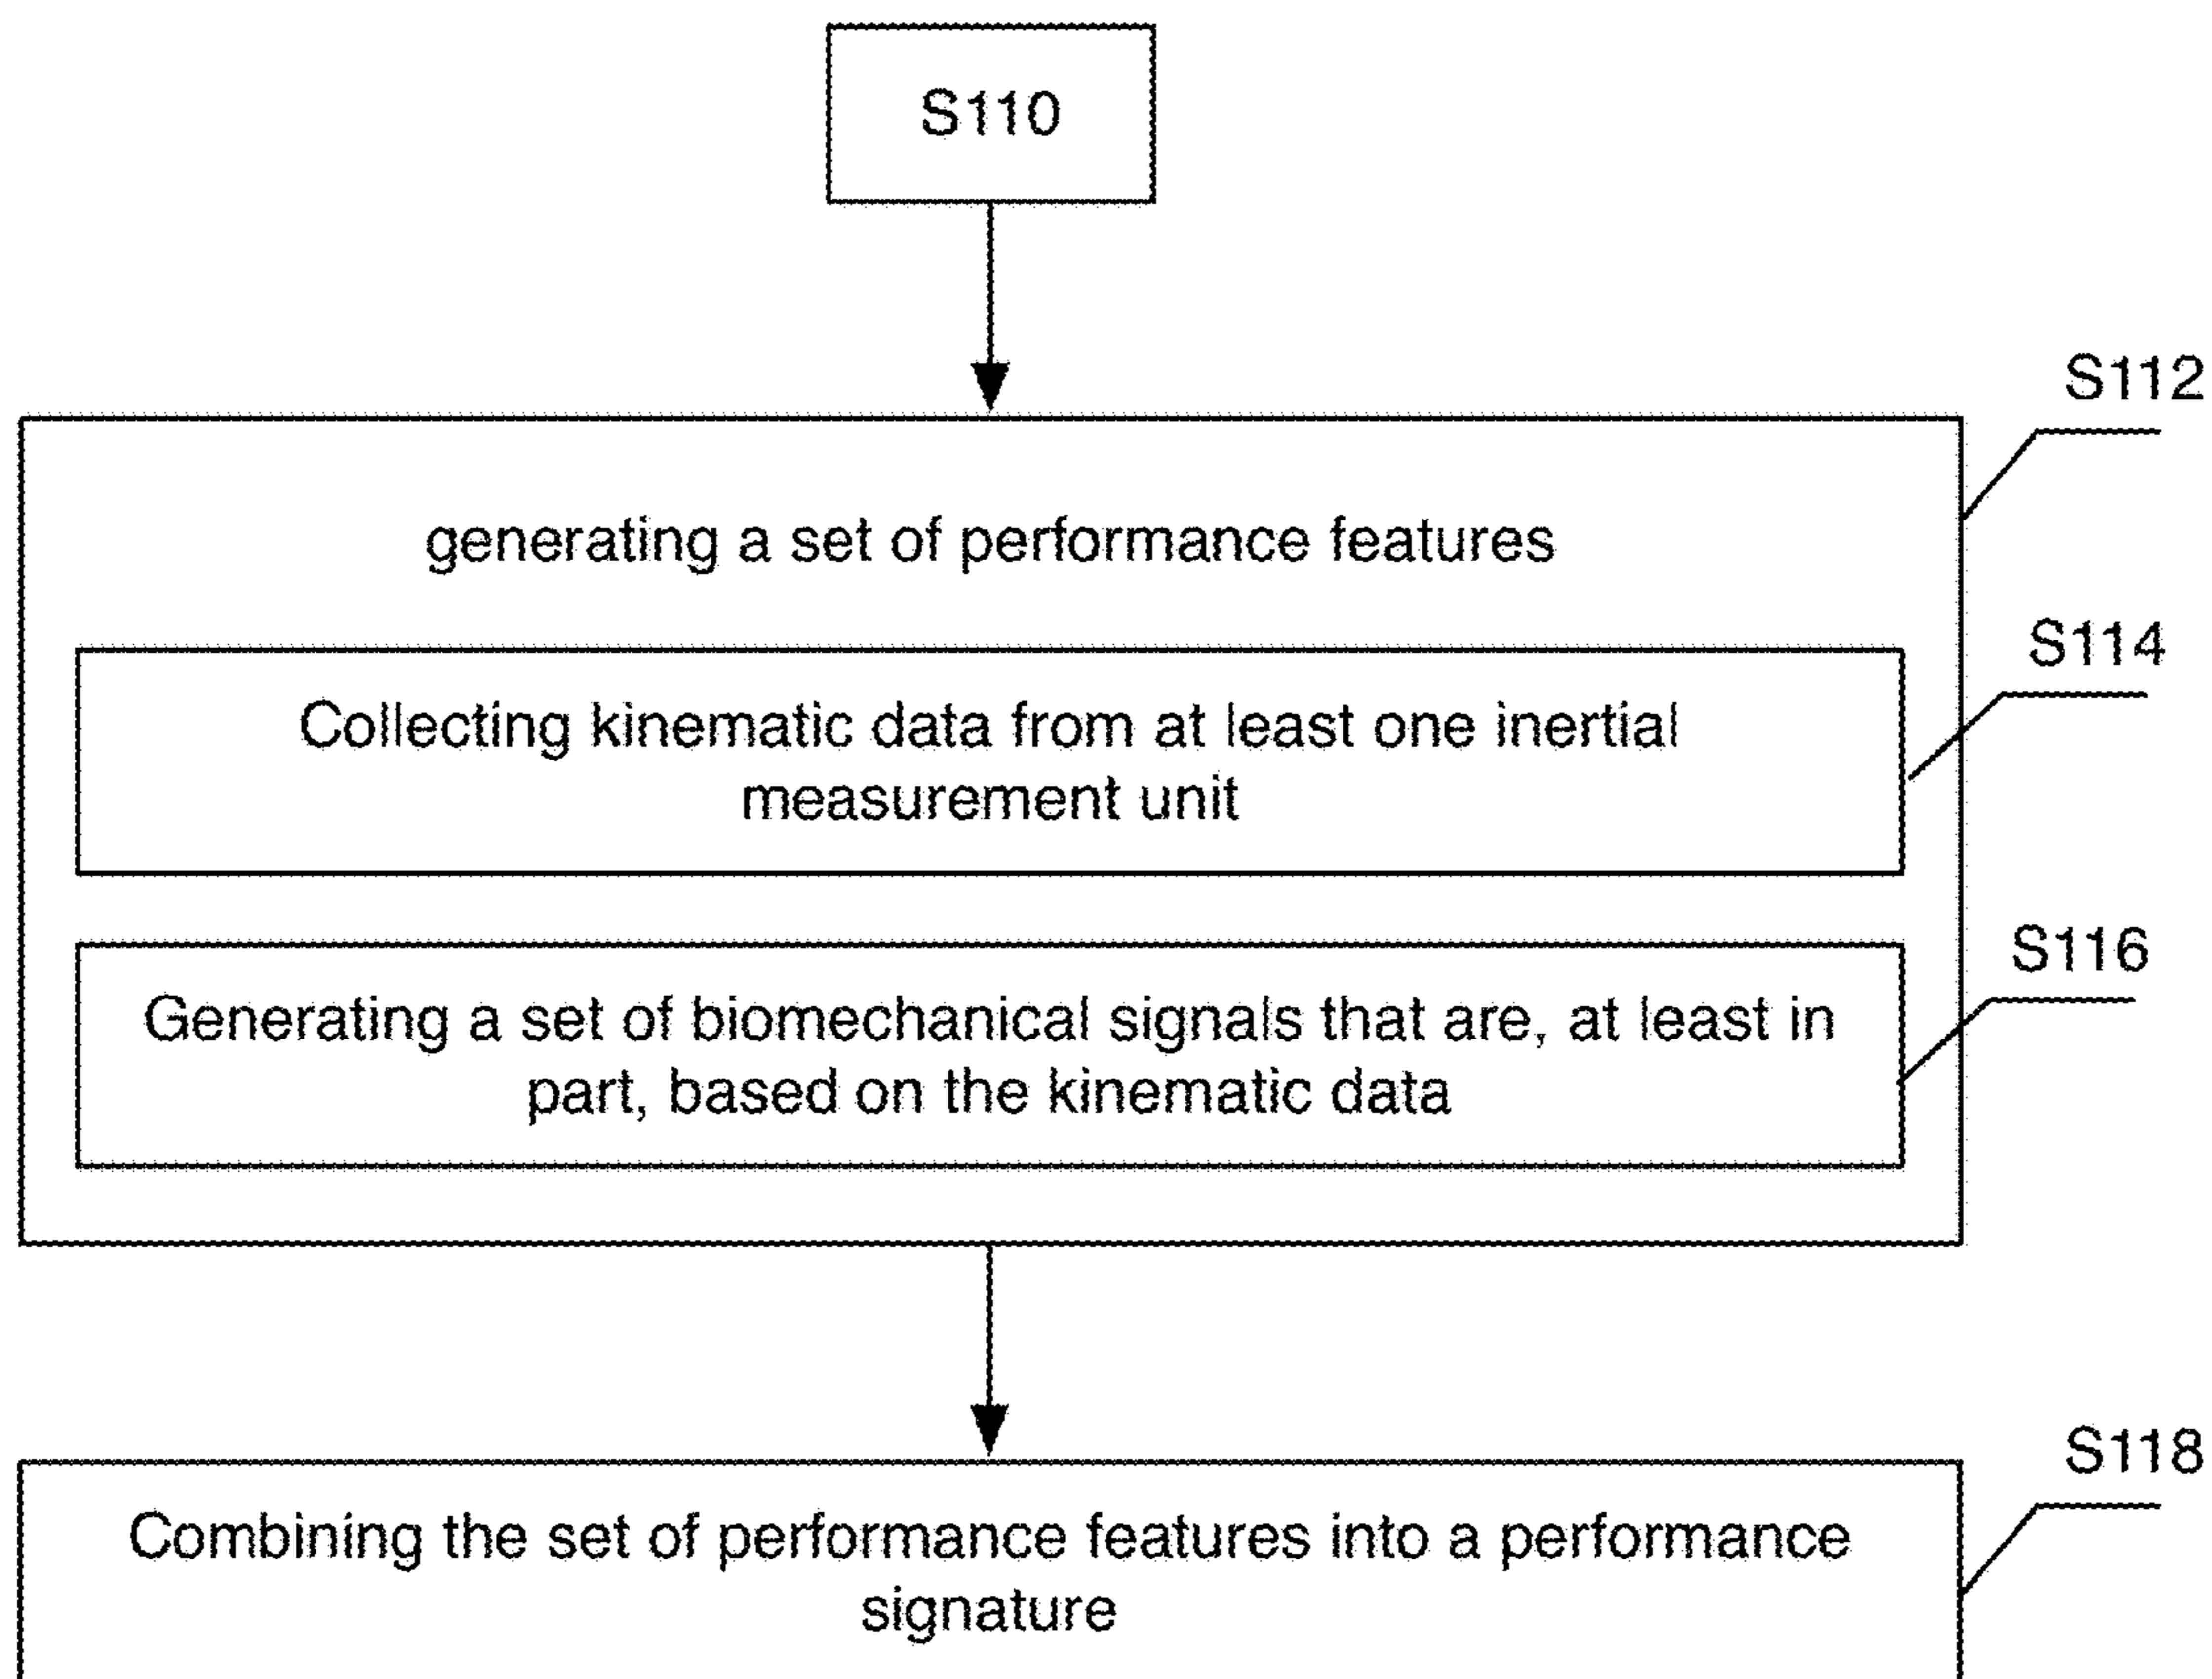 S110
S112
generating a set of performance features
S114
Collecting kinematic data from at least one inertial
measurement unit
S116
Generating a set of biomechanical signals that are, at least in
part, based on the kinematic data
S118
Combining the set of performance features into a performance
signature